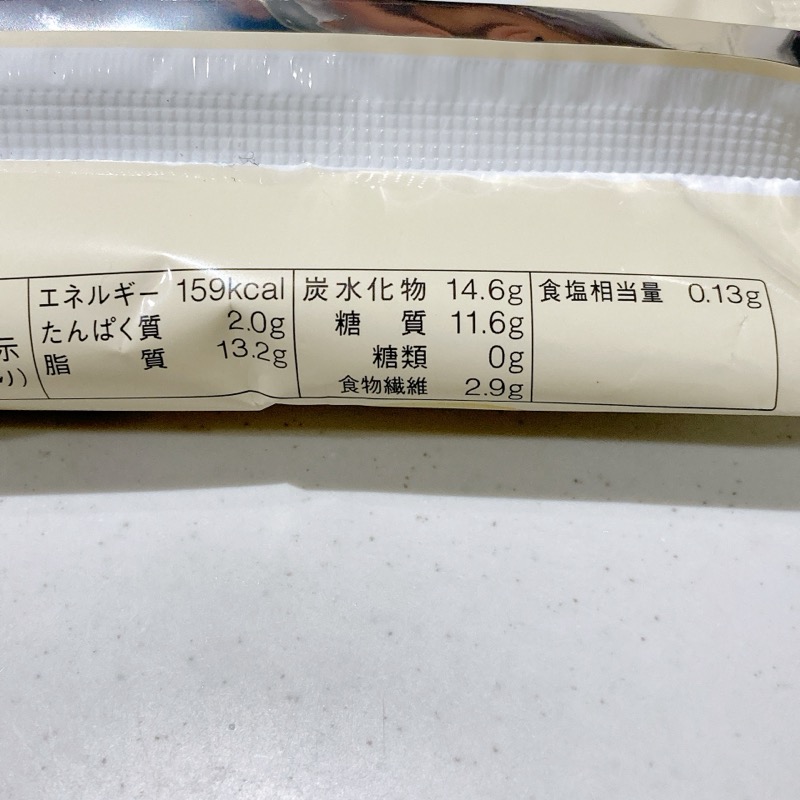 示
り))
エネルギー 159kcal
たんぱく質 2.0g
脂質 13.2g
炭水化物 14.6g
糖質 11.6g
糖類 0g
食物繊維 2.9g
食塩相当量 0.13g